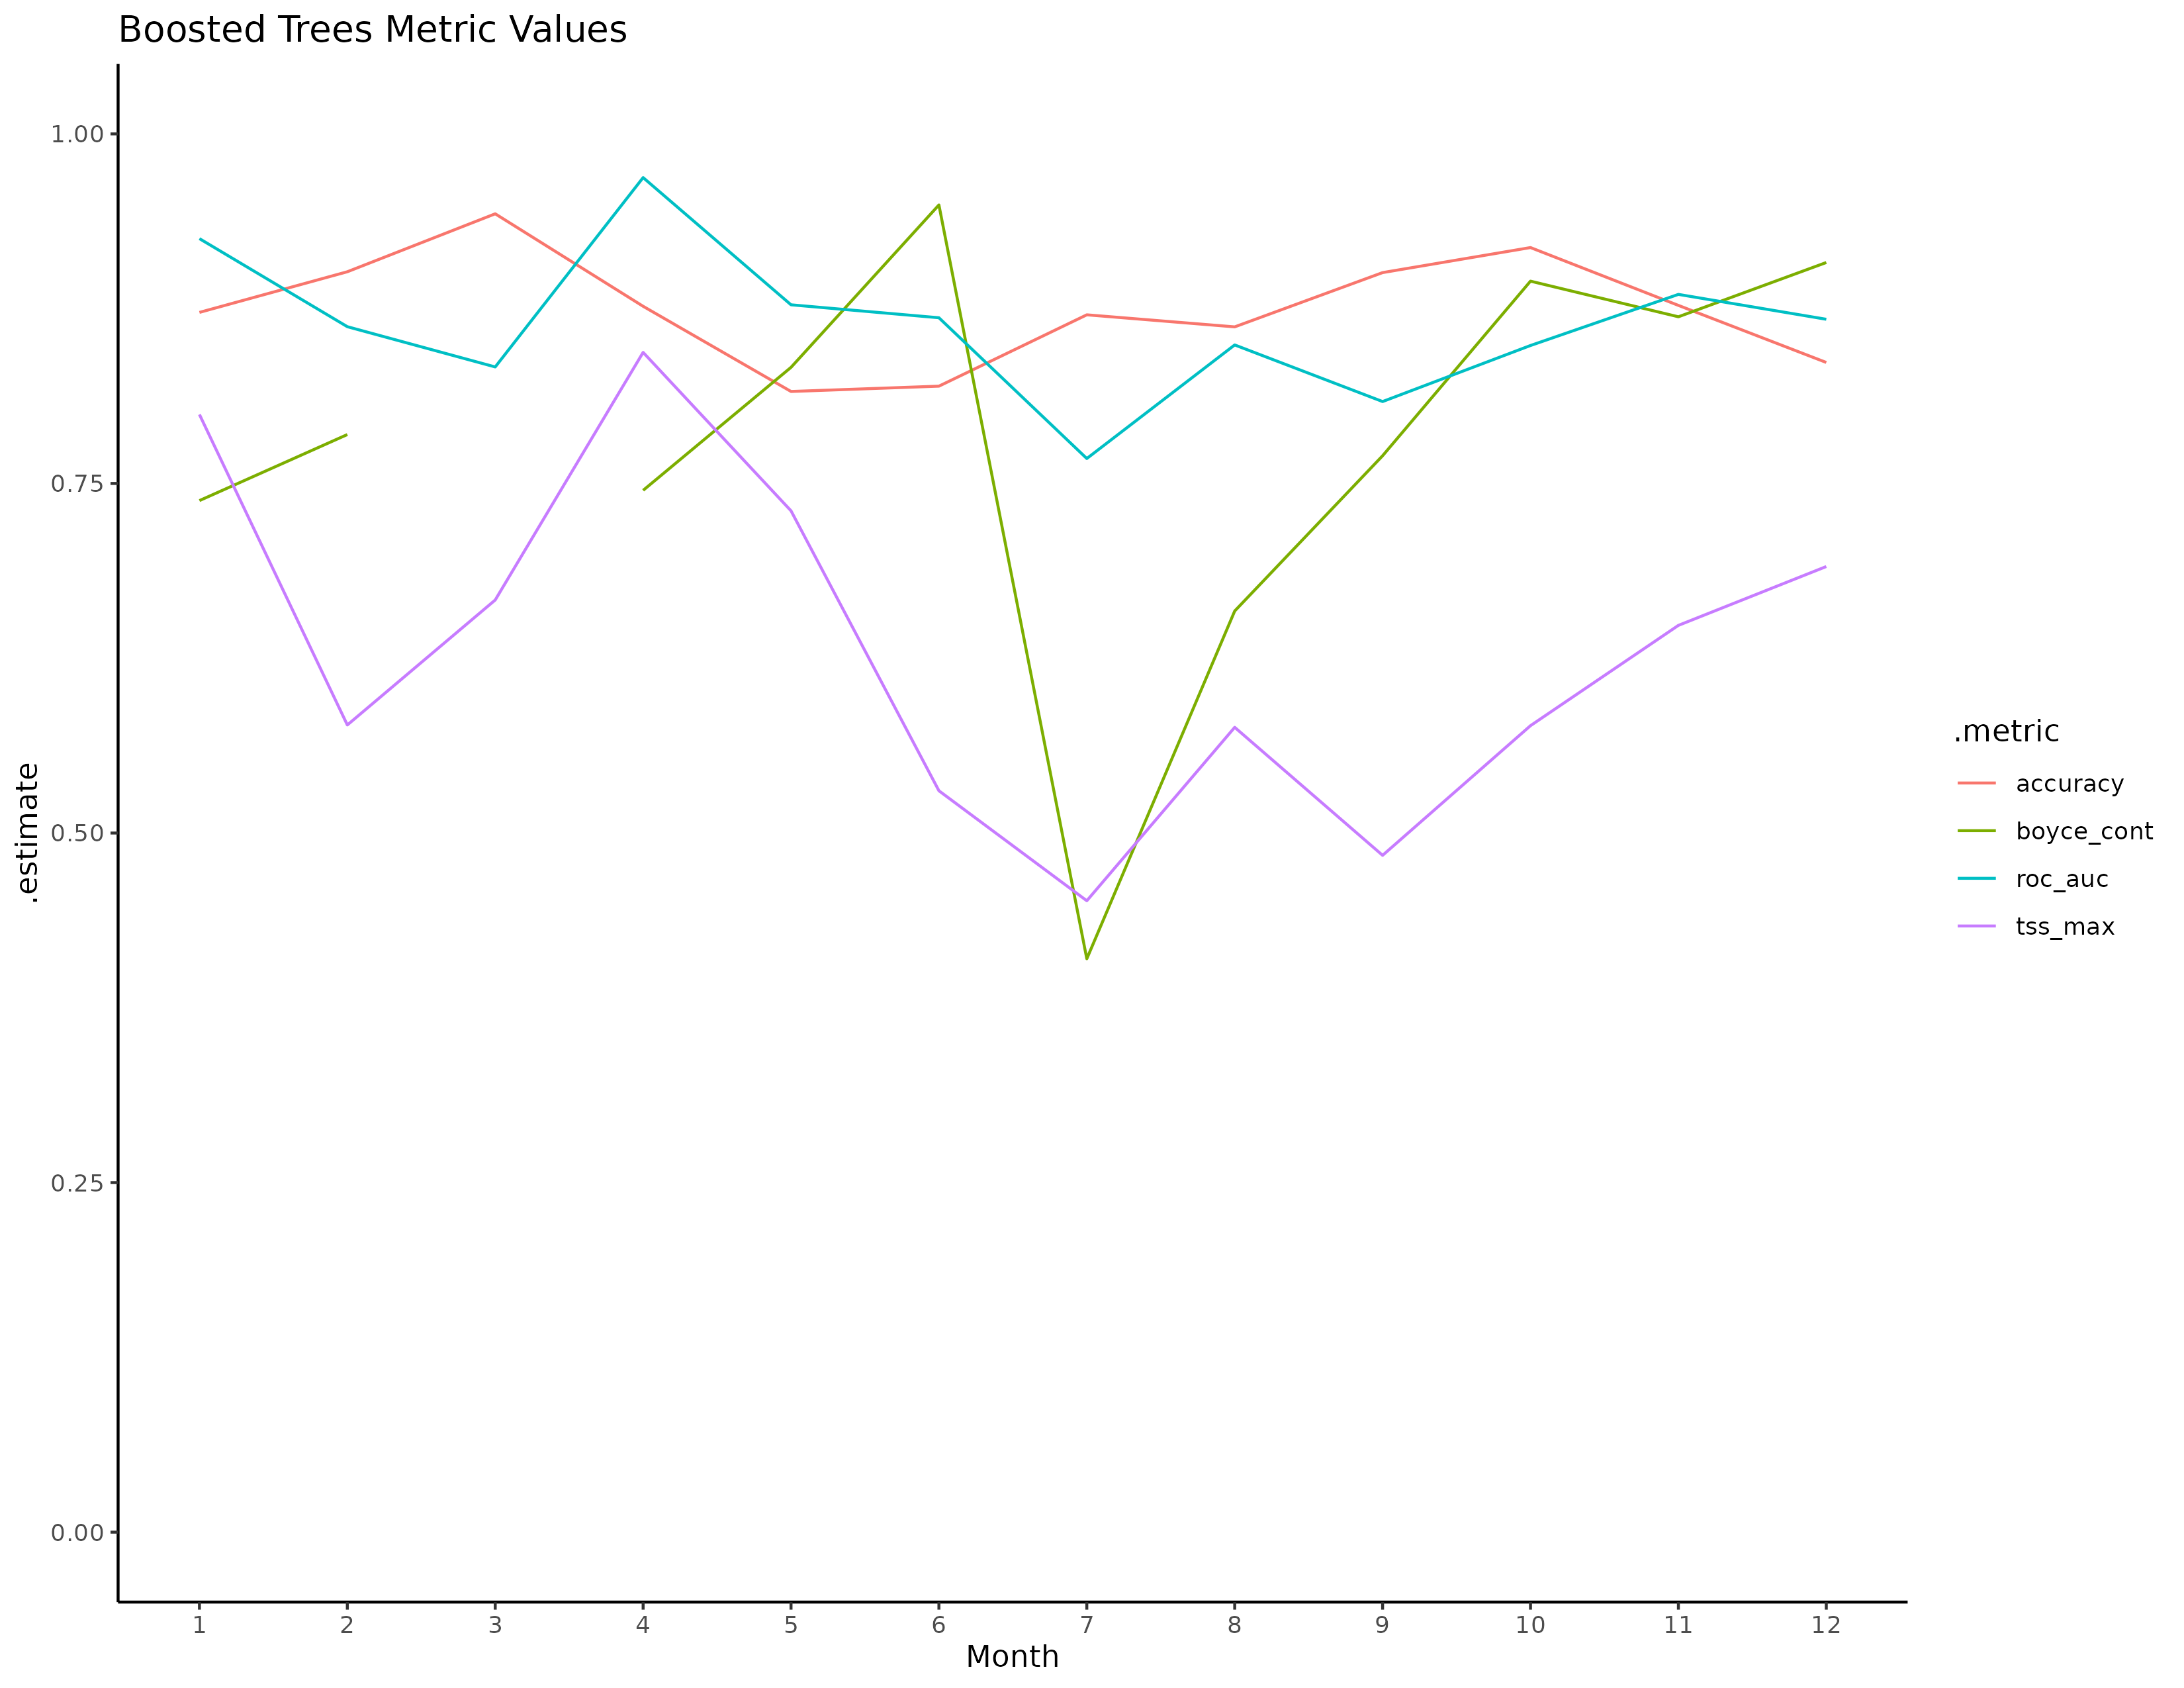 Boosted Trees Metric Values
1.00
0.75
0.50
0.25
0.00
.estimate
1 2 3 4 5 6 7 8 9 10 11 12
Month
.metric
accuracy
boyce_cont
roc_auc
tss_max